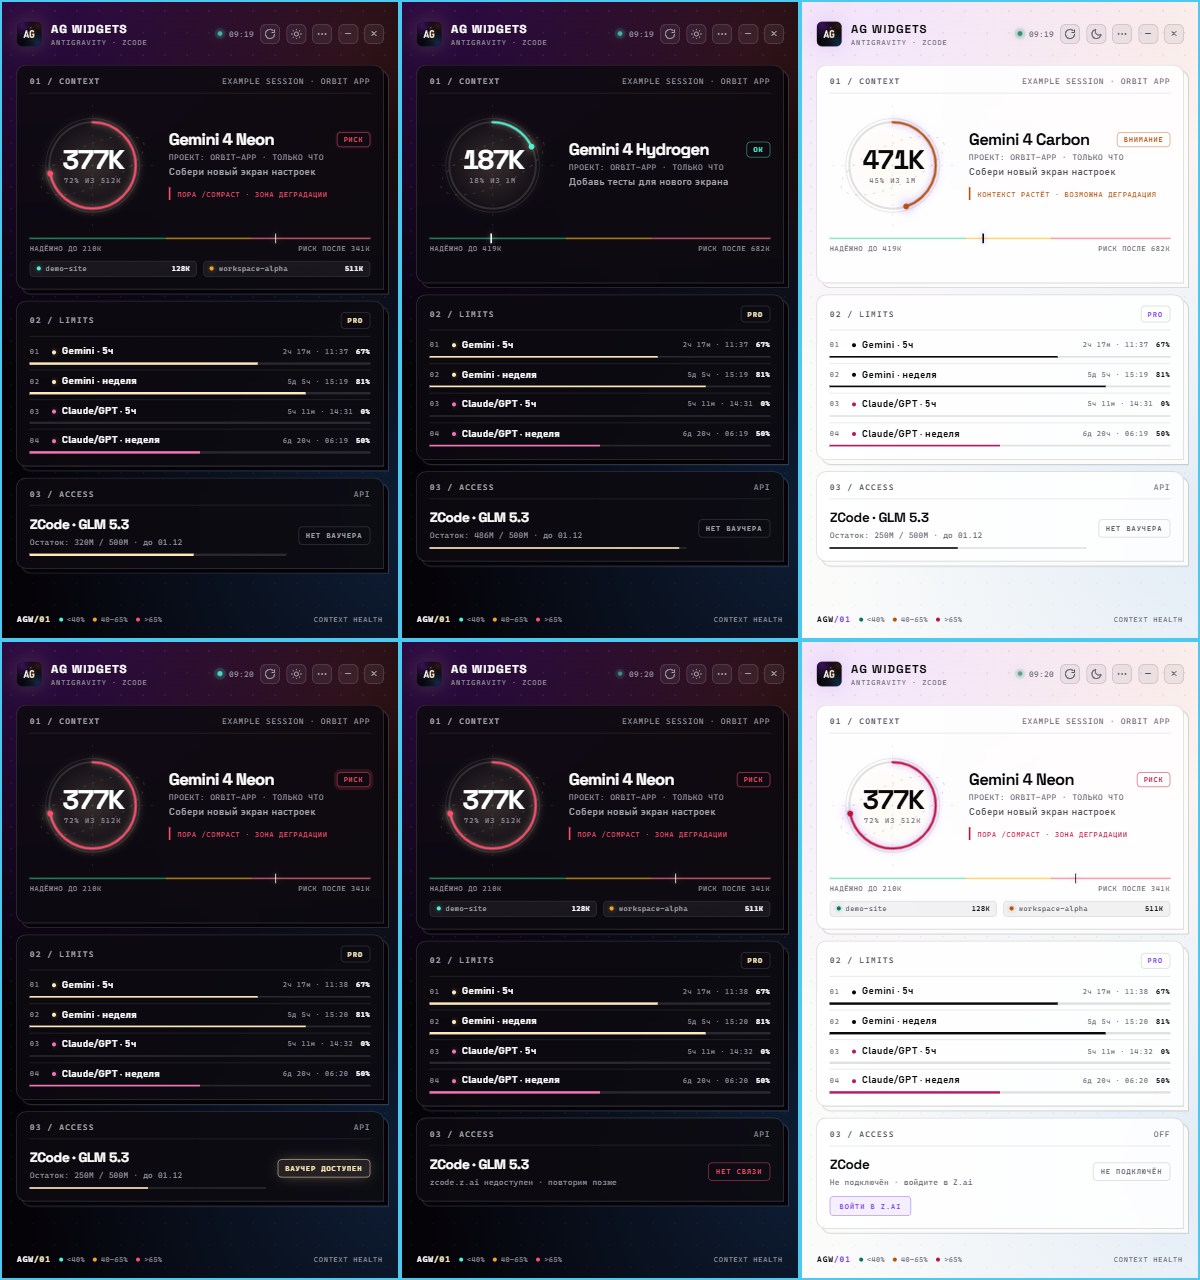 AG AG WIDGETS 09:19
ANTIGRAVITY · ZCODE
01 / CONTEXT EXAMPLE SESSION · ORBIT APP
377K
72% ИЗ 512К
Gemini 4 Neon РИСК
ПРОЕКТ: ORBIT-APP · ТОЛЬКО ЧТО
Собери новый экран настроек
ПОРА /COMPACT · ЗОНА ДЕГРАДАЦИИ
НАДЁЖНО ДО 210К РИСК ПОСЛЕ 341К
demo-site 128K workspace-alpha 511K
02 / LIMITS PRO
01 Gemini · 5ч 2ч 17м · 11:37 67%
02 Gemini · неделя 5д 5ч · 15:19 81%
03 Claude/GPT · 5ч 5ч 11м · 14:31 0%
04 Claude/GPT · неделя 6д 20ч · 06:19 50%
03 / ACCESS API
ZCode · GLM 5.3
Остаток: 320M / 500M · до 01.12
НЕТ ВАУЧЕРА
AGW/01 <40% 40–65% >65% CONTEXT HEALTH
AG AG WIDGETS 09:19
ANTIGRAVITY · ZCODE
01 / CONTEXT EXAMPLE SESSION · ORBIT APP
187K
18% ИЗ 1М
Gemini 4 Hydrogen OK
ПРОЕКТ: ORBIT-APP · ТОЛЬКО ЧТО
Добавь тесты для нового экрана
НАДЁЖНО ДО 419К РИСК ПОСЛЕ 682К
02 / LIMITS PRO
01 Gemini · 5ч 2ч 17м · 11:37 67%
02 Gemini · неделя 5д 5ч · 15:19 81%
03 Claude/GPT · 5ч 5ч 11м · 14:31 0%
04 Claude/GPT · неделя 6д 20ч · 06:19 50%
03 / ACCESS API
ZCode · GLM 5.3
Остаток: 486M / 500M · до 01.12
НЕТ ВАУЧЕРА
AGW/01 <40% 40–65% >65% CONTEXT HEALTH
AG AG WIDGETS 09:19
ANTIGRAVITY · ZCODE
01 / CONTEXT EXAMPLE SESSION · ORBIT APP
471K
45% ИЗ 1М
Gemini 4 Carbon ВНИМАНИЕ
ПРОЕКТ: ORBIT-APP · ТОЛЬКО ЧТО
Собери новый экран настроек
КОНТЕКСТ РАСТЁТ · ВОЗМОЖНА ДЕГРАДАЦИЯ
НАДЁЖНО ДО 419К РИСК ПОСЛЕ 682К
02 / LIMITS PRO
01 Gemini · 5ч 2ч 17м · 11:37 67%
02 Gemini · неделя 5д 5ч · 15:19 81%
03 Claude/GPT · 5ч 5ч 11м · 14:31 0%
04 Claude/GPT · неделя 6д 20ч · 06:19 50%
03 / ACCESS API
ZCode · GLM 5.3
Остаток: 250M / 500M · до 01.12
НЕТ ВАУЧЕРА
AGW/01 <40% 40–65% >65% CONTEXT HEALTH
AG AG WIDGETS 09:20
ANTIGRAVITY · ZCODE
01 / CONTEXT EXAMPLE SESSION · ORBIT APP
377K
72% ИЗ 512К
Gemini 4 Neon РИСК
ПРОЕКТ: ORBIT-APP · ТОЛЬКО ЧТО
Собери новый экран настроек
ПОРА /COMPACT · ЗОНА ДЕГРАДАЦИИ
НАДЁЖНО ДО 210К РИСК ПОСЛЕ 341К
02 / LIMITS PRO
01 Gemini · 5ч 2ч 17м · 11:38 67%
02 Gemini · неделя 5д 5ч · 15:20 81%
03 Claude/GPT · 5ч 5ч 11м · 14:32 0%
04 Claude/GPT · неделя 6д 20ч · 06:20 50%
03 / ACCESS API
ZCode · GLM 5.3
Остаток: 250M / 500M · до 01.12
ВАУЧЕР ДОСТУПЕН
AGW/01 <40% 40–65% >65% CONTEXT HEALTH
AG AG WIDGETS 09:20
ANTIGRAVITY · ZCODE
01 / CONTEXT EXAMPLE SESSION · ORBIT APP
377K
72% ИЗ 512К
Gemini 4 Neon РИСК
ПРОЕКТ: ORBIT-APP · ТОЛЬКО ЧТО
Собери новый экран настроек
ПОРА /COMPACT · ЗОНА ДЕГРАДАЦИИ
НАДЁЖНО ДО 210К РИСК ПОСЛЕ 341К
demo-site 128K workspace-alpha 511K
02 / LIMITS PRO
01 Gemini · 5ч 2ч 17м · 11:38 67%
02 Gemini · неделя 5д 5ч · 15:20 81%
03 Claude/GPT · 5ч 5ч 11м · 14:32 0%
04 Claude/GPT · неделя 6д 20ч · 06:20 50%
03 / ACCESS API
ZCode · GLM 5.3
zcode.z.ai недоступен · повторим позже
НЕТ СВЯЗИ
AGW/01 <40% 40–65% >65% CONTEXT HEALTH
AG AG WIDGETS 09:20
ANTIGRAVITY · ZCODE
01 / CONTEXT EXAMPLE SESSION · ORBIT APP
377K
72% ИЗ 512К
Gemini 4 Neon РИСК
ПРОЕКТ: ORBIT-APP · ТОЛЬКО ЧТО
Собери новый экран настроек
ПОРА /COMPACT · ЗОНА ДЕГРАДАЦИИ
НАДЁЖНО ДО 210К РИСК ПОСЛЕ 341К
demo-site 128K workspace-alpha 511K
02 / LIMITS PRO
01 Gemini · 5ч 2ч 17м · 11:38 67%
02 Gemini · неделя 5д 5ч · 15:20 81%
03 Claude/GPT · 5ч 5ч 11м · 14:32 0%
04 Claude/GPT · неделя 6д 20ч · 06:20 50%
03 / ACCESS OFF
ZCode
Не подключён · войдите в Z.ai
НЕ ПОДКЛЮЧЁН
ВОЙТИ В Z.AI
AGW/01 <40% 40–65% >65% CONTEXT HEALTH